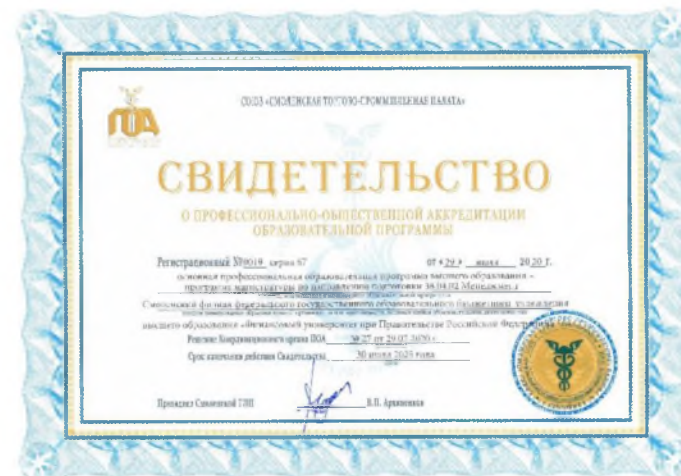 СОЮЗ «СМОЛЕНСКАЯ ТОРГОВО-ПРОМЫШЛЕННАЯ ПАЛАТА»
СВИДЕТЕЛЬСТВО
О ПРОФЕССИОНАЛЬНО-ОБЩЕСТВЕННОЙ АККРЕДИТАЦИИ
ОБРАЗОВАТЕЛЬНОЙ ПРОГРАММЫ
Регистрационный №0019 серия 67 от «29» июля 2020 г.
основная профессиональная образовательная программа высшего образования –
программа магистратуры по направлению подготовки 38.04.02 Менеджмент
Смоленский филиал федерального государственного образовательного бюджетного учреждения
высшего образования «Финансовый университет при Правительстве Российской Федерации»
Решение Координационного органа ПОА № 27 от 29.07.2020 г.
Срок окончания действия Свидетельства 30 июля 2025 года
Президент Смоленской ТПП В.П. Архипенков